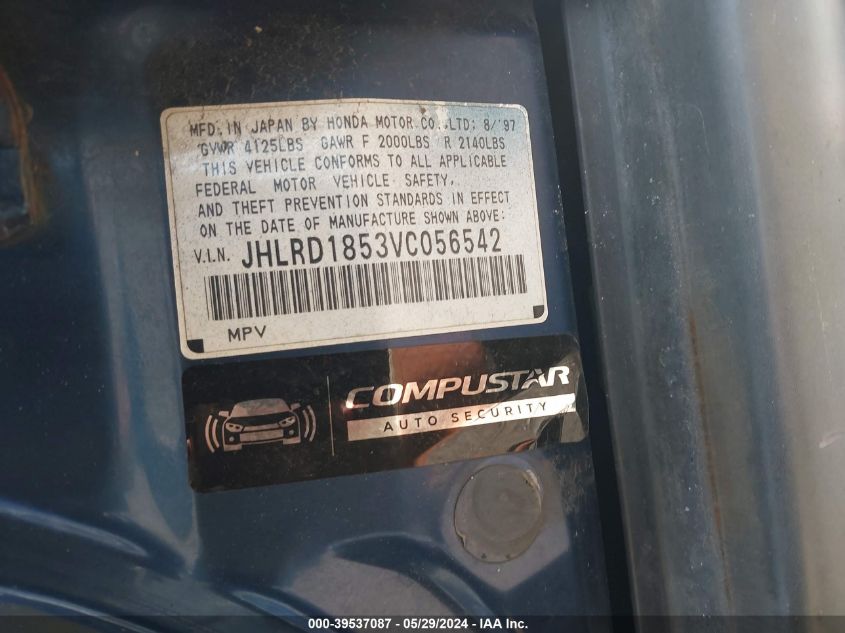 MFD. IN JAPAN BY HONDA MOTOR CO., LTD: 8/'97
GVWR 4125LBS GAWR F 2000LBS R 2140LBS
THIS VEHICLE CONFORMS TO ALL APPLICABLE
FEDERAL MOTOR VEHICLE SAFETY,
AND THEFT PREVENTION STANDARDS IN EFFECT
ON THE DATE OF MANUFACTURE SHOWN ABOVE:
V.I.N. JHLRD1853VC056542
MPV
COMPUSTAR
AUTO SECURITY
000-39537087 - 05/29/2024 - IAA Inc.